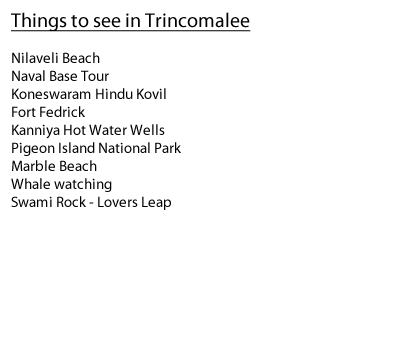 Things to see in Trincomalee
Nilaveli Beach
Naval Base Tour
Koneswaram Hindu Kovil
Fort Fedrick
Kanniya Hot Water Wells
Pigeon Island National Park
Marble Beach
Whale watching
Swami Rock - Lovers Leap